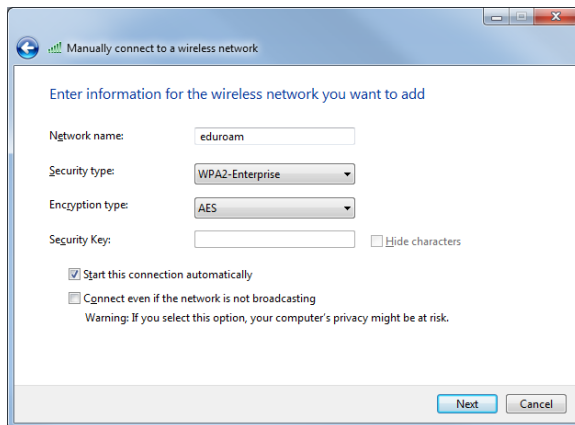 Manually connect to a wireless network
Enter information for the wireless network you want to add
Network name: eduroam
Security type: WPA2-Enterprise
Encryption type: AES
Security Key: Hide characters
Start this connection automatically
Connect even if the network is not broadcasting
Warning: If you select this option, your computer's privacy might be at risk.
Next Cancel